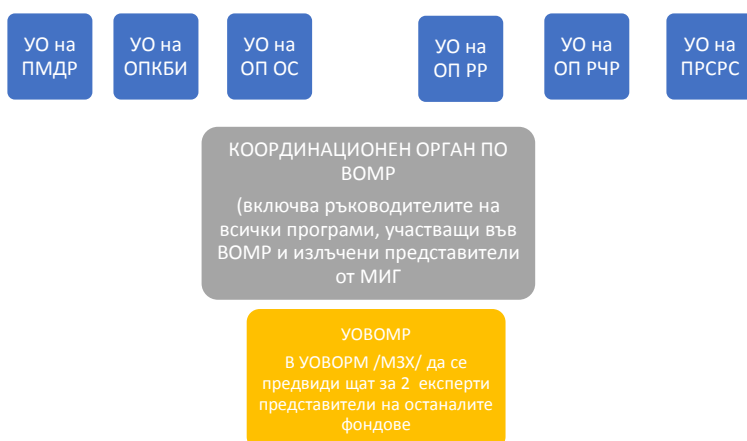 УО на
ПМДР
УО на
ОПКБИ
УО на
ОП ОС
УО на
ОП РР
УО на
ОП РЧР
УО на
ПРСРС
КООРДИНАЦИОНЕН ОРГАН ПО
ВОМР
(включва ръководителите на
всички програми, участващи във
ВОМР и излъчени представители
от МИГ
УОВОМР
В УОВОРМ /МЗХ/ да се
предвиди щат за 2 експерти
представители на останалите
фондове